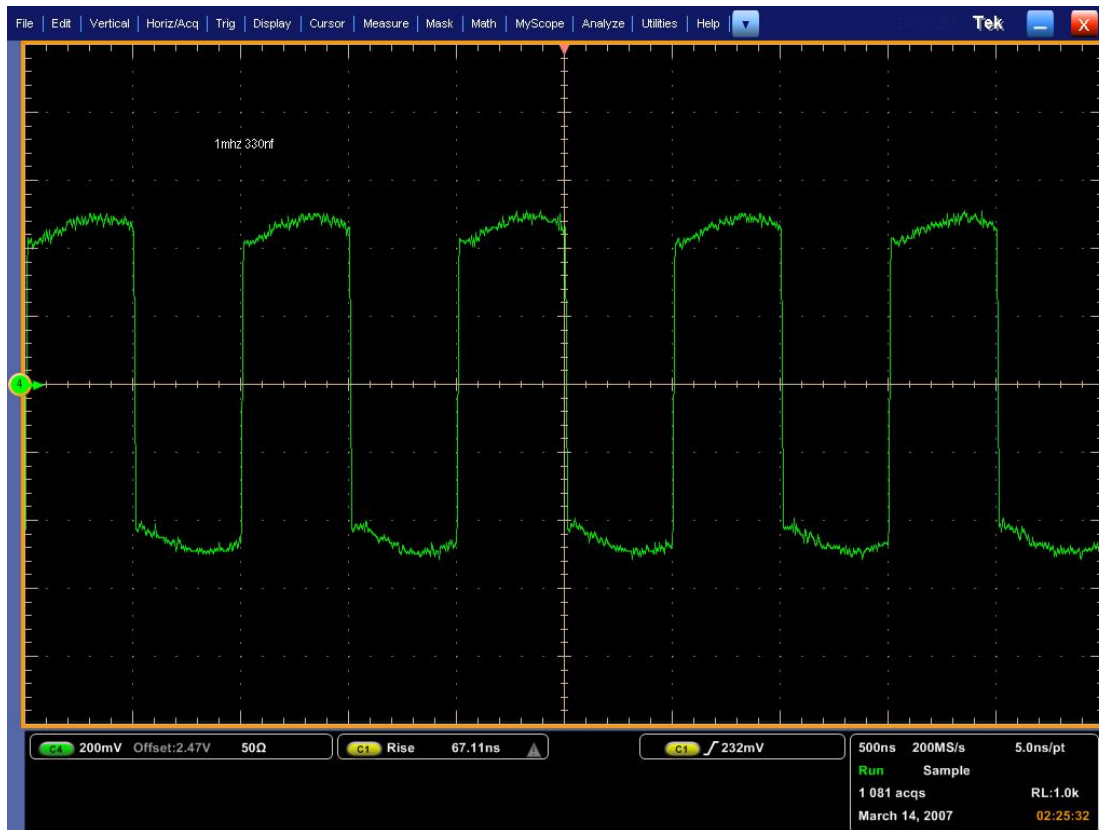 File Edit Vertical Horiz/Acq Trig Display Cursor Measure Mask Math MyScope Analyze Utilities Help Tek X
1mhz 330nf
4
C4 200mV Offset:2.47V 50Ω
C1 Rise 67.11ns
C1 232mV
500ns 200MS/s 5.0ns/pt
Run Sample
1 081 acqs RL:1.0k
March 14, 2007 02:25:32